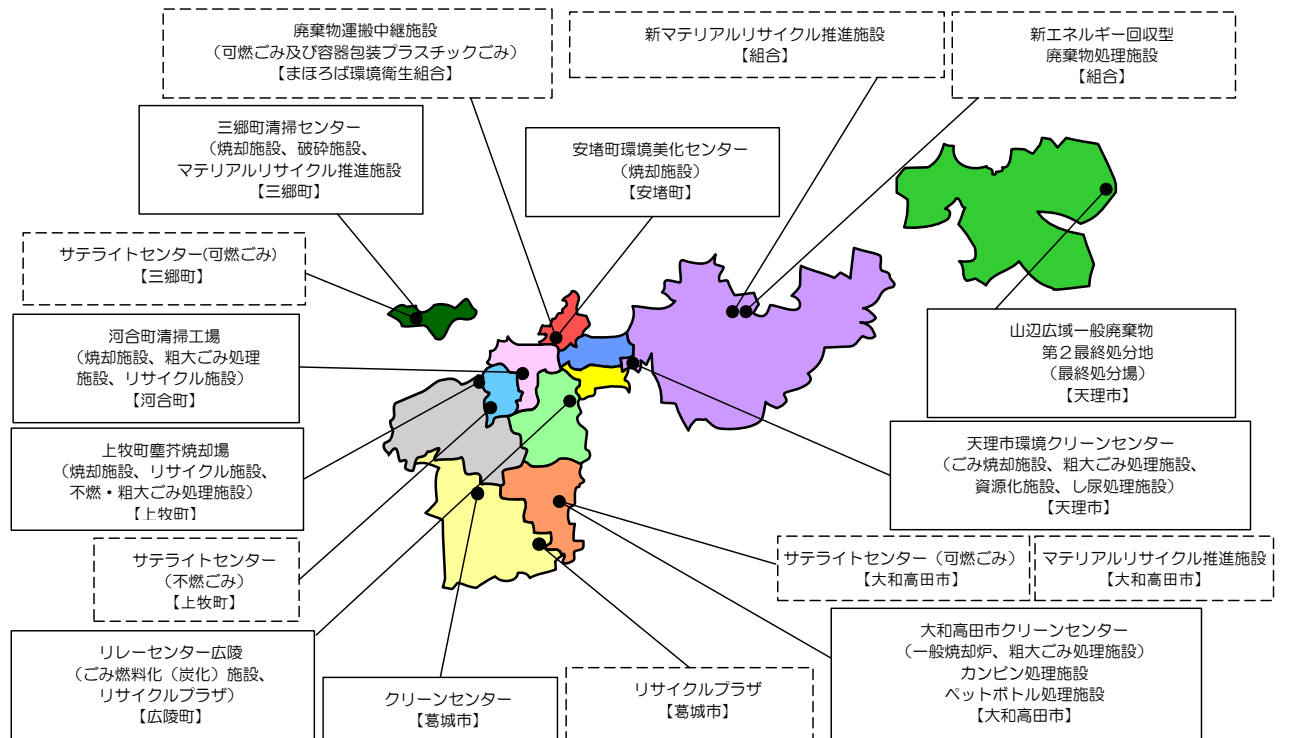 廃棄物運搬中継施設
(可燃ごみ及び容器包装プラスチックごみ)
【まほろば環境衛生組合】
新マテリアルリサイクル推進施設
【組合】
新エネルギー回収型
廃棄物処理施設
【組合】
三郷町清掃センター
(焼却施設、破砕施設、
マテリアルリサイクル推進施設
【三郷町】
安堵町環境美化センター
(焼却施設)
【安堵町】
サテライトセンター(可燃ごみ)
【三郷町】
河合町清掃工場
(焼却施設、粗大ごみ処理
施設、リサイクル施設)
【河合町】
山辺広域一般廃棄物
第2最終処分地
(最終処分場)
【天理市】
上牧町塵芥焼却場
(焼却施設、リサイクル施設、
不燃・粗大ごみ処理施設)
【上牧町】
天理市環境クリーンセンター
(ごみ焼却施設、粗大ごみ処理施設、
資源化施設、し尿処理施設)
【天理市】
サテライトセンター
(不燃ごみ)
【上牧町】
サテライトセンター(可燃ごみ)
【大和高田市】
マテリアルリサイクル推進施設
【大和高田市】
リレーセンター広陵
(ごみ燃料化(炭化)施設、
リサイクルプラザ)
【広陵町】
クリーンセンター
【葛城市】
リサイクルプラザ
【葛城市】
大和高田市クリーンセンター
(一般焼却炉、粗大ごみ処理施設)
カンビン処理施設
ペットボトル処理施設
【大和高田市】